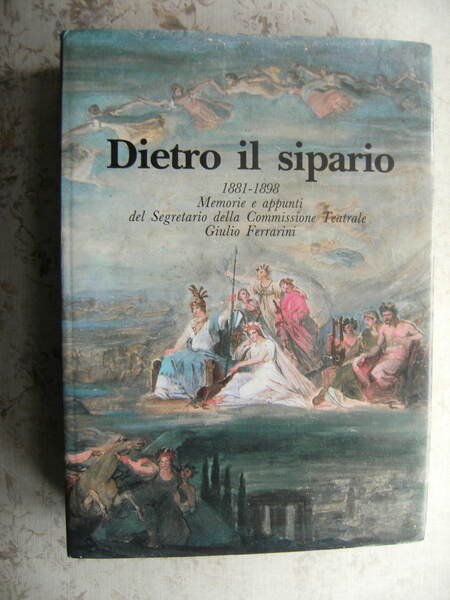 Dietro il sipario
1881-1898
Memorie e appunti
del Segretario della Commissione Teatrale
Giulio Ferrarini